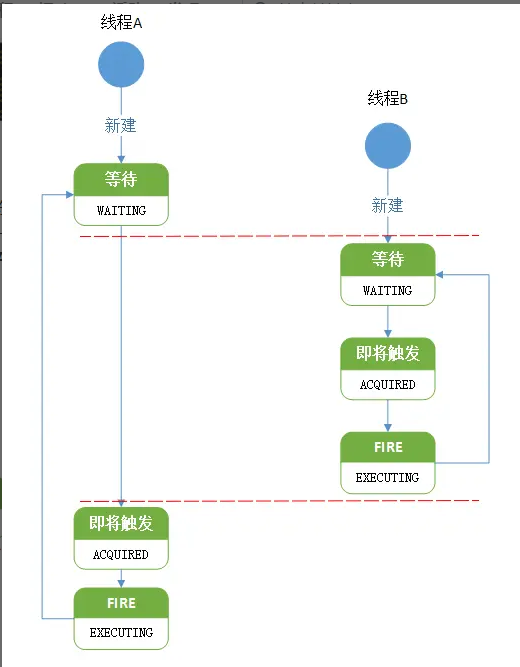 线程A
新建
等待
WAITING
线程B
新建
等待
WAITING
即将触发
ACQUIRED
FIRE
EXECUTING
即将触发
ACQUIRED
FIRE
EXECUTING